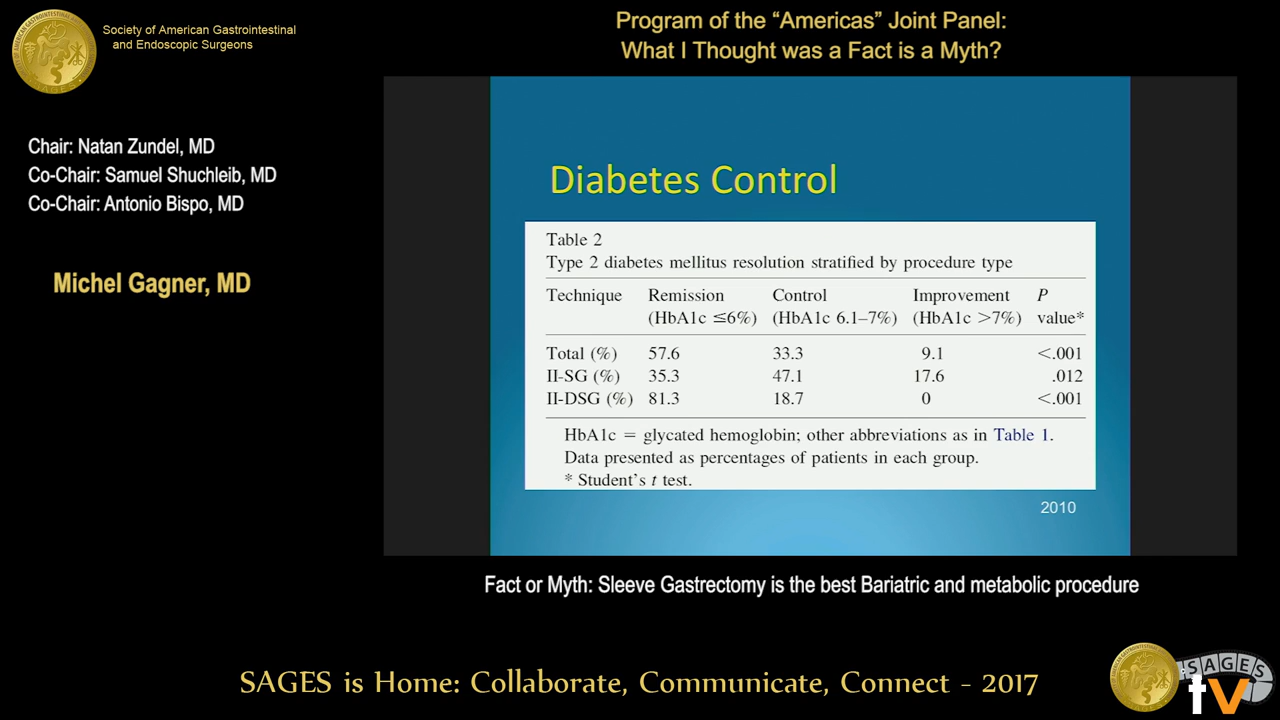 Society of American Gastrointestinal
and Endoscopic Surgeons
Program of the “Americas” Joint Panel:
What I Thought was a Fact is a Myth?
Chair: Natan Zundel, MD
Co-Chair: Samuel Shuchleib, MD
Co-Chair: Antonio Bispo, MD
Michel Gagner, MD
Diabetes Control
Table 2
Type 2 diabetes mellitus resolution stratified by procedure type
Technique Remission Control Improvement P
(HbA1c ≤6%) (HbA1c 6.1–7%) (HbA1c >7%) value*
Total (%) 57.6 33.3 9.1 <.001
II-SG (%) 35.3 47.1 17.6 .012
II-DSG (%) 81.3 18.7 0 <.001
HbA1c = glycated hemoglobin; other abbreviations as in Table 1.
Data presented as percentages of patients in each group.
* Student’s t test.
2010
Fact or Myth: Sleeve Gastrectomy is the best Bariatric and metabolic procedure
SAGES is Home: Collaborate, Communicate, Connect - 2017
SAGES
tv